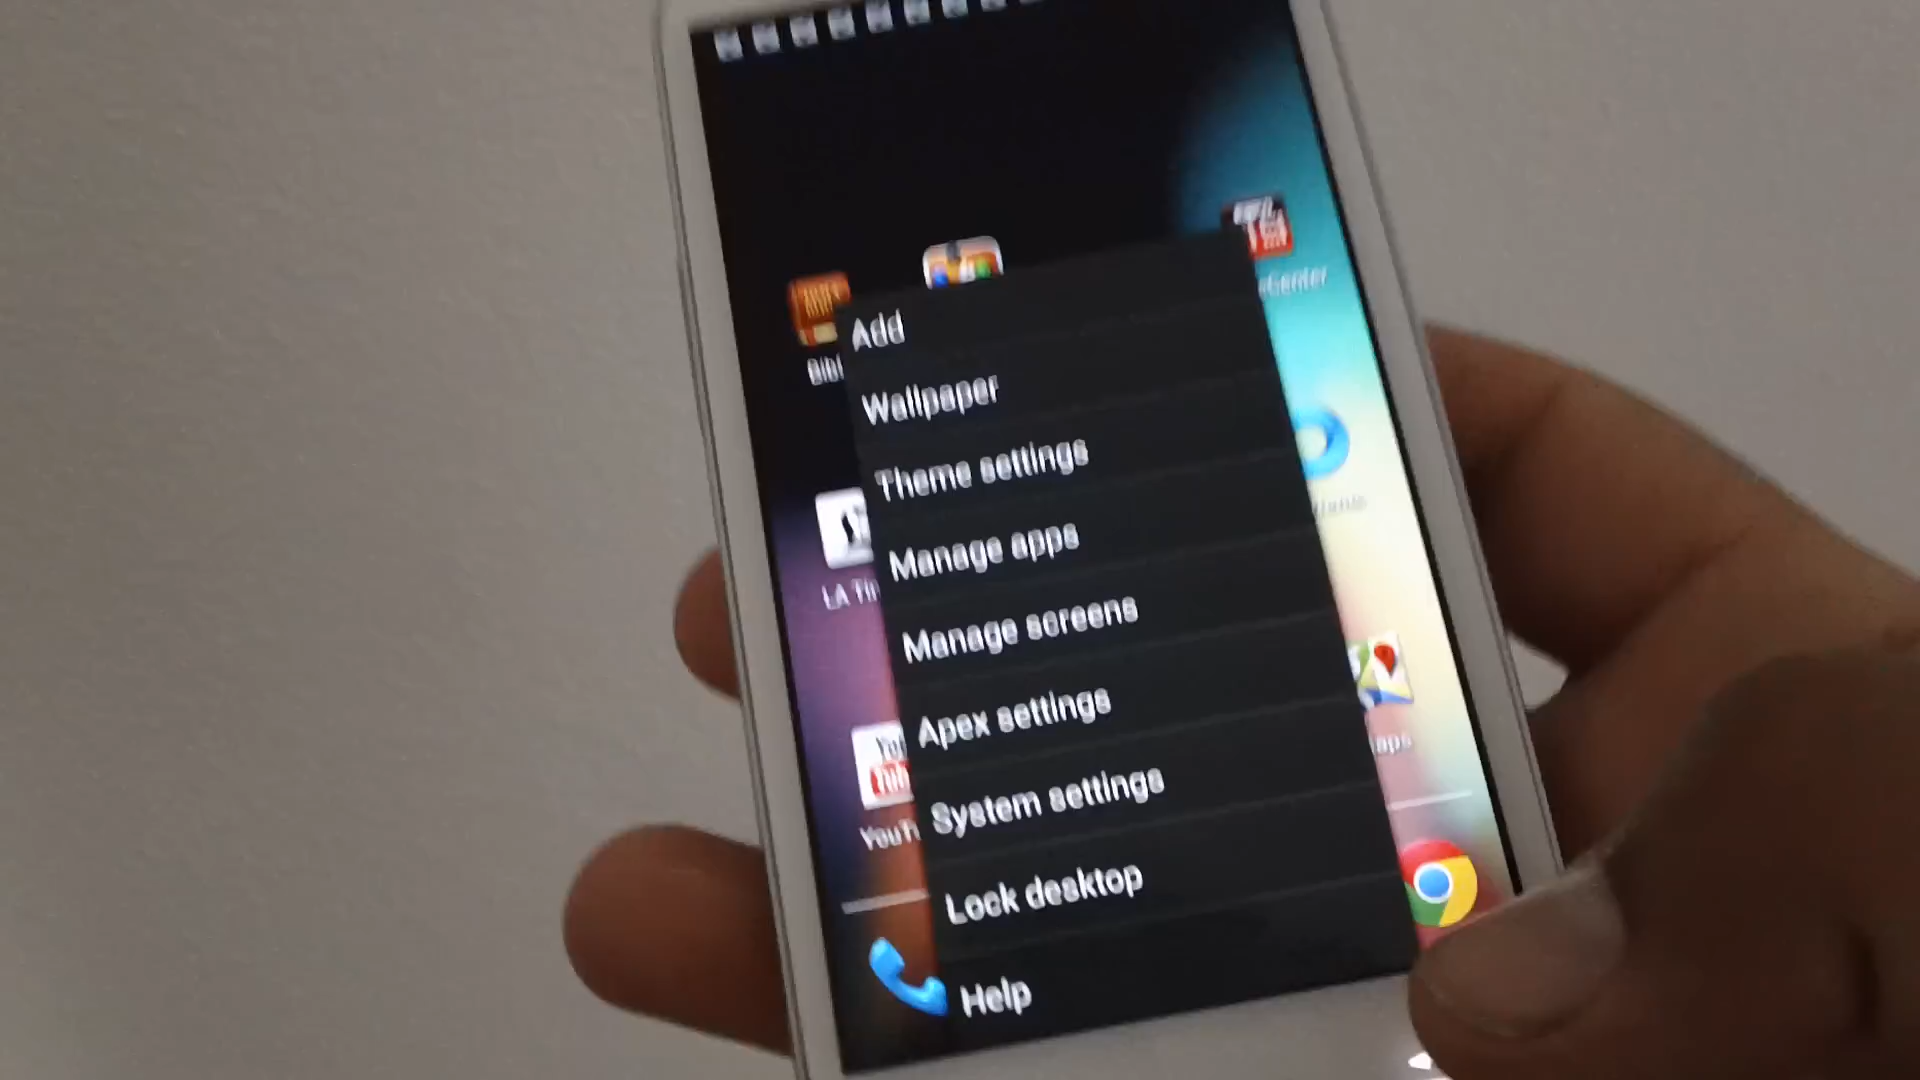 Add
Wallpaper
Theme settings
Manage apps
Manage screens
Apex settings
System settings
Lock desktop
Help